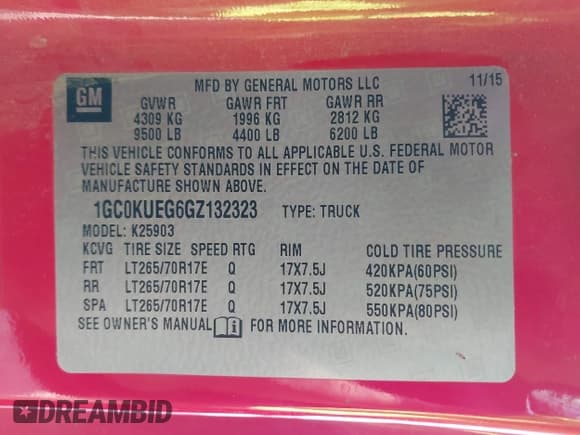 GM
MFD BY GENERAL MOTORS LLC
11/15
GVWR GAWR FRT GAWR RR
4309 KG 1996 KG 2812 KG
9500 LB 4400 LB 6200 LB
THIS VEHICLE CONFORMS TO ALL APPLICABLE U.S. FEDERAL MOTOR
VEHICLE SAFETY STANDARDS IN EFFECT ON THE DATE OF
MANUFACTURE SHOWN ABOVE.
1GC0KUEG6GZ132323 TYPE: TRUCK
MODEL: K25903
KCVG TIRE SIZE SPEED RTG RIM COLD TIRE PRESSURE
FRT LT265/70R17E Q 17X7.5J 420KPA(60PSI)
RR LT265/70R17E Q 17X7.5J 520KPA(75PSI)
SPA LT265/70R17E Q 17X7.5J 550KPA(80PSI)
SEE OWNER'S MANUAL FOR MORE INFORMATION.
DREAMBID